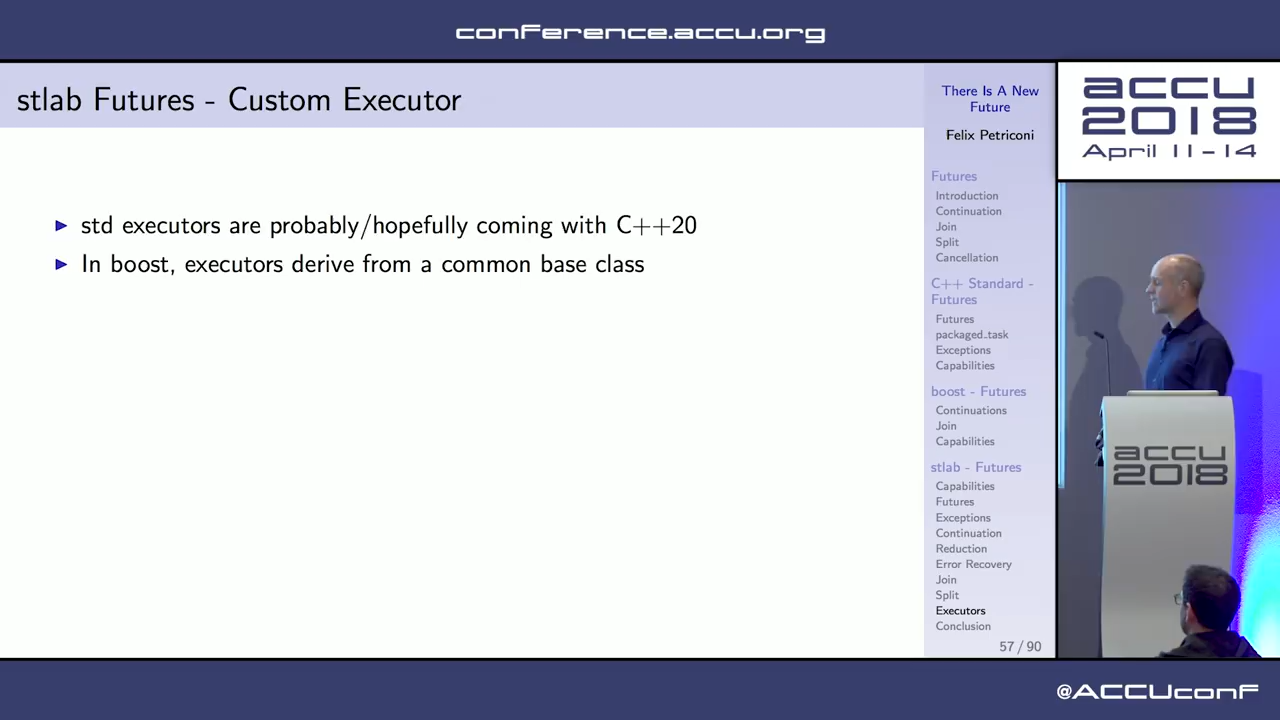 conference.accu.org
stlab Futures - Custom Executor
std executors are probably/hopefully coming with C++20
In boost, executors derive from a common base class
There Is A New
Future
Felix Petriconi
Futures
Introduction
Continuation
Join
Split
Cancellation
C++ Standard -
Futures
Futures
packaged_task
Exceptions
Capabilities
boost - Futures
Continuations
Join
Capabilities
stlab - Futures
Capabilities
Futures
Exceptions
Continuation
Reduction
Error Recovery
Join
Split
Executors
Conclusion
57 / 90
accu
2018
April 11-14
accu
2018
@ACCUconf